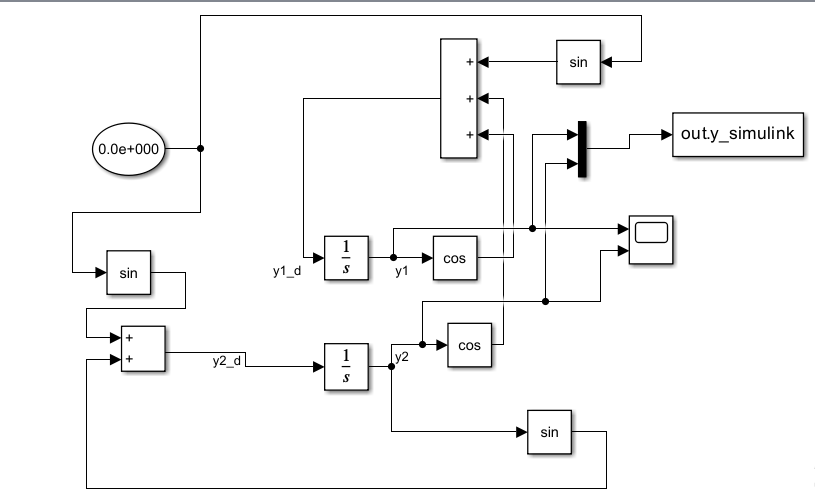 sin
+
+
+
0.0e+000
out.y_simulink
1
s
cos
y1_d
y1
sin
+
+
y2_d
1
s
y2
cos
sin